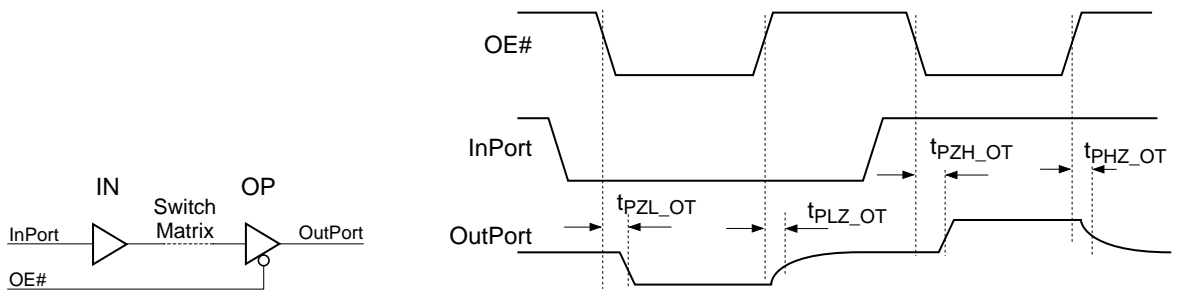 IN
OP
Switch
Matrix
InPort
OutPort
OE#
OE#
InPort
tPZH_OT
tPHZ_OT
tPZL_OT
tPLZ_OT
OutPort